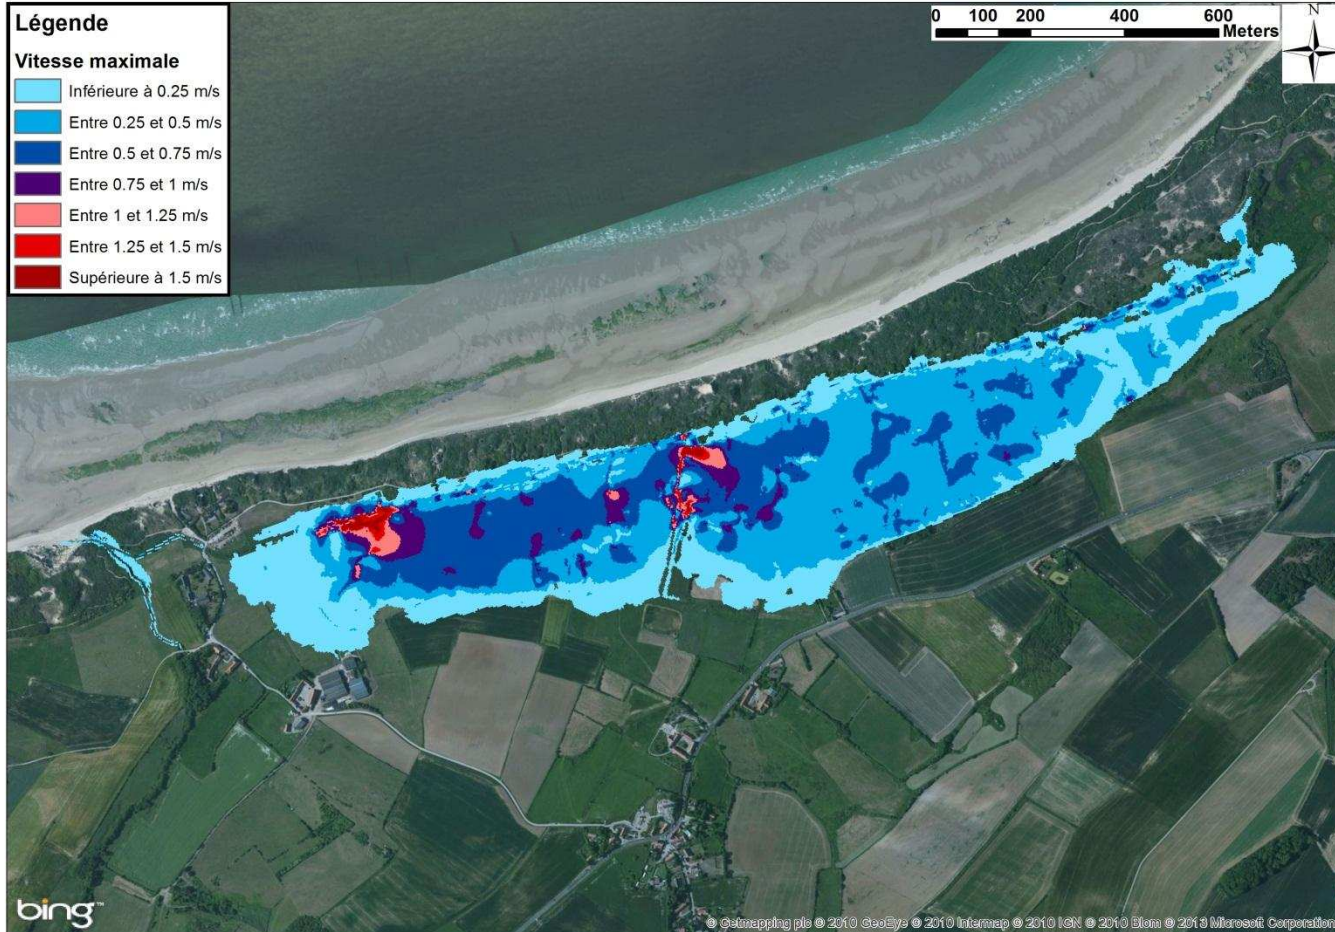 Légende
Vitesse maximale
Inférieure à 0.25 m/s
Entre 0.25 et 0.5 m/s
Entre 0.5 et 0.75 m/s
Entre 0.75 et 1 m/s
Entre 1 et 1.25 m/s
Entre 1.25 et 1.5 m/s
Supérieure à 1.5 m/s
0 100 200 400 600
Meters
N
bing™
© Getmapping plc © 2010 GeoEye © 2010 Intermap © 2010 IGN © 2010 Blom © 2013 Microsoft Corporation